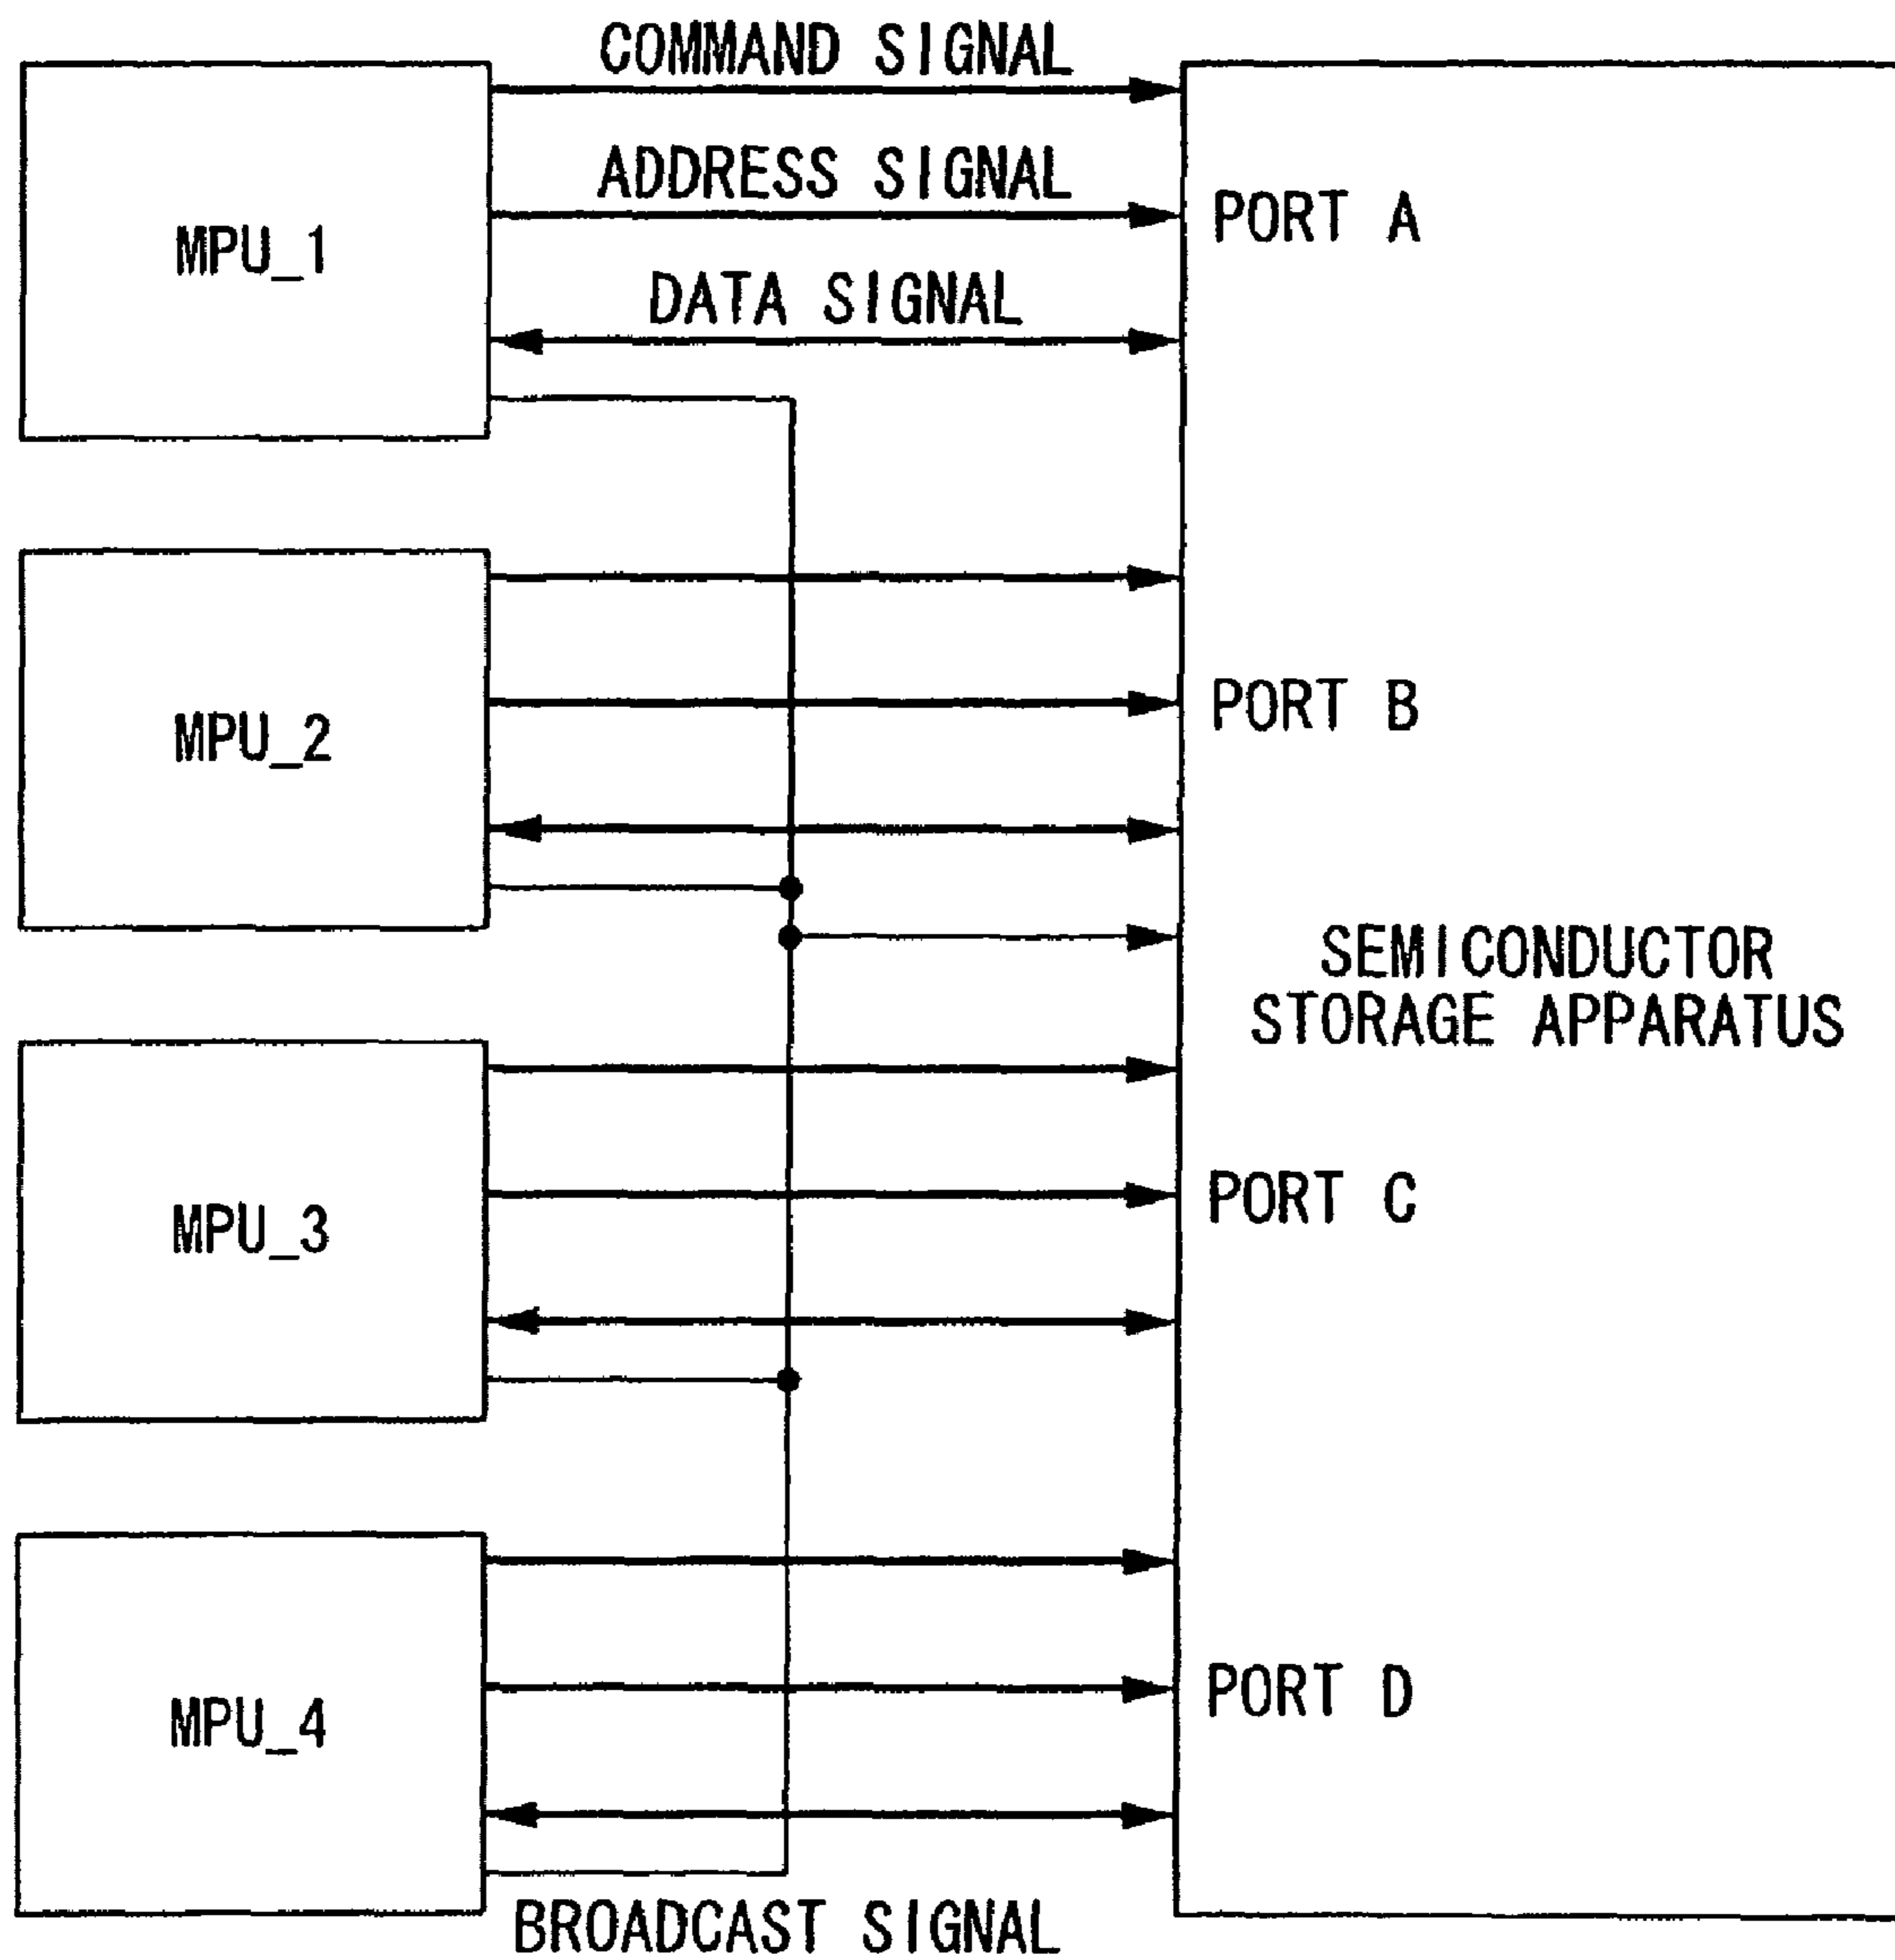 COMMAND SIGNAL
ADDRESS SIGNAL
DATA SIGNAL
MPU_1
PORT A
MPU_2
PORT B
SEMICONDUCTOR
STORAGE APPARATUS
MPU_3
PORT C
MPU_4
PORT D
BROADCAST SIGNAL